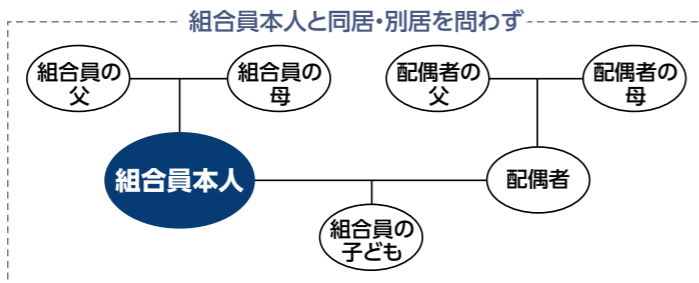 組合員本人と同居・別居を問わず
組合員の
父
組合員の
母
配偶者の
父
配偶者の
母
組合員本人
配偶者
組合員の
子ども